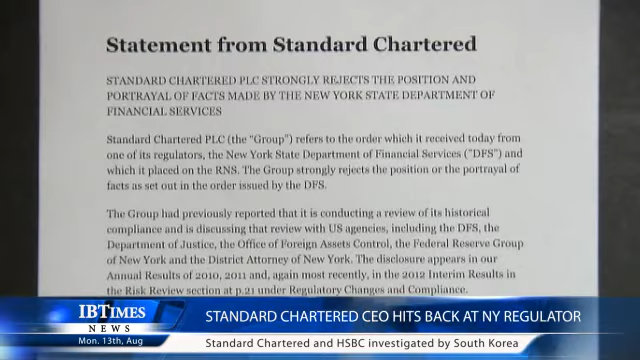 Statement from Standard Chartered
STANDARD CHARTERED PLC STRONGLY REJECTS THE POSITION AND
PORTRAYAL OF FACTS MADE BY THE NEW YORK STATE DEPARTMENT OF
FINANCIAL SERVICES
Standard Chartered PLC (the “Group”) refers to the order which it received today from
one of its regulators, the New York State Department of Financial Services (“DFS”) and
which it placed on the RNS. The Group strongly rejects the position or the portrayal of
facts as set out in the order issued by the DFS.
The Group had previously reported that it is conducting a review of its historical
compliance and is discussing that review with US agencies, including the DFS, the
Department of Justice, the Office of Foreign Assets Control, the Federal Reserve Group
of New York and the District Attorney of New York. The disclosure appears in our
Annual Results of 2010, 2011 and, again most recently, in the 2012 Interim Results in
the Risk Review section at p.21 under Regulatory Changes and Compliance.
IBTIMES
NEWS
STANDARD CHARTERED CEO HITS BACK AT NY REGULATOR
Mon. 13th, Aug
Standard Chartered and HSBC investigated by South Korea